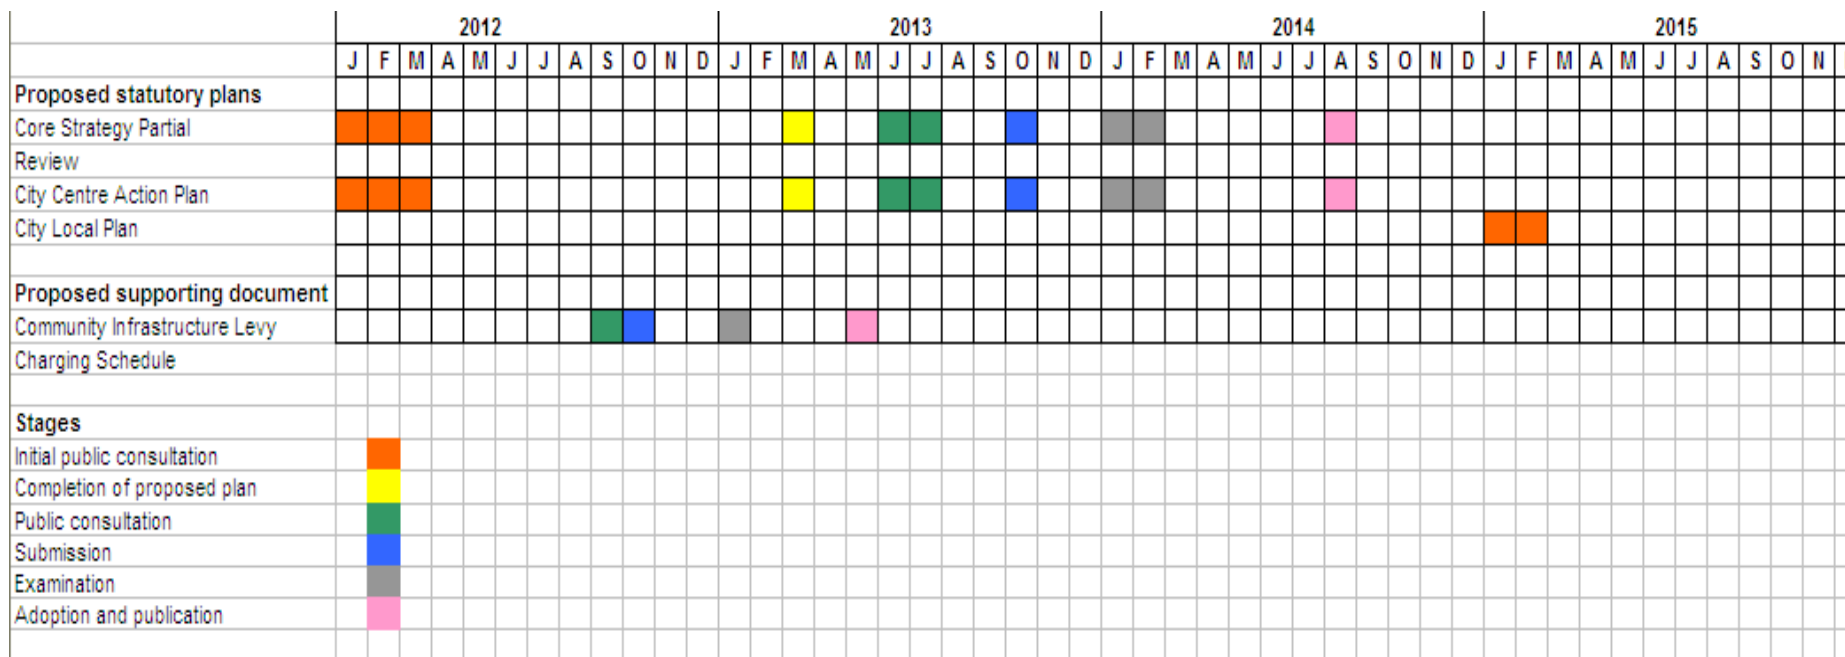 2012 2013 2014 2015
J F M A M J J A S O N D J F M A M J J A S O N D J F M A M J J A S O N D J F M A M J J A S O N
Proposed statutory plans
Core Strategy Partial
Review
City Centre Action Plan
City Local Plan
Proposed supporting document
Community Infrastructure Levy
Charging Schedule
Stages
Initial public consultation
Completion of proposed plan
Public consultation
Submission
Examination
Adoption and publication